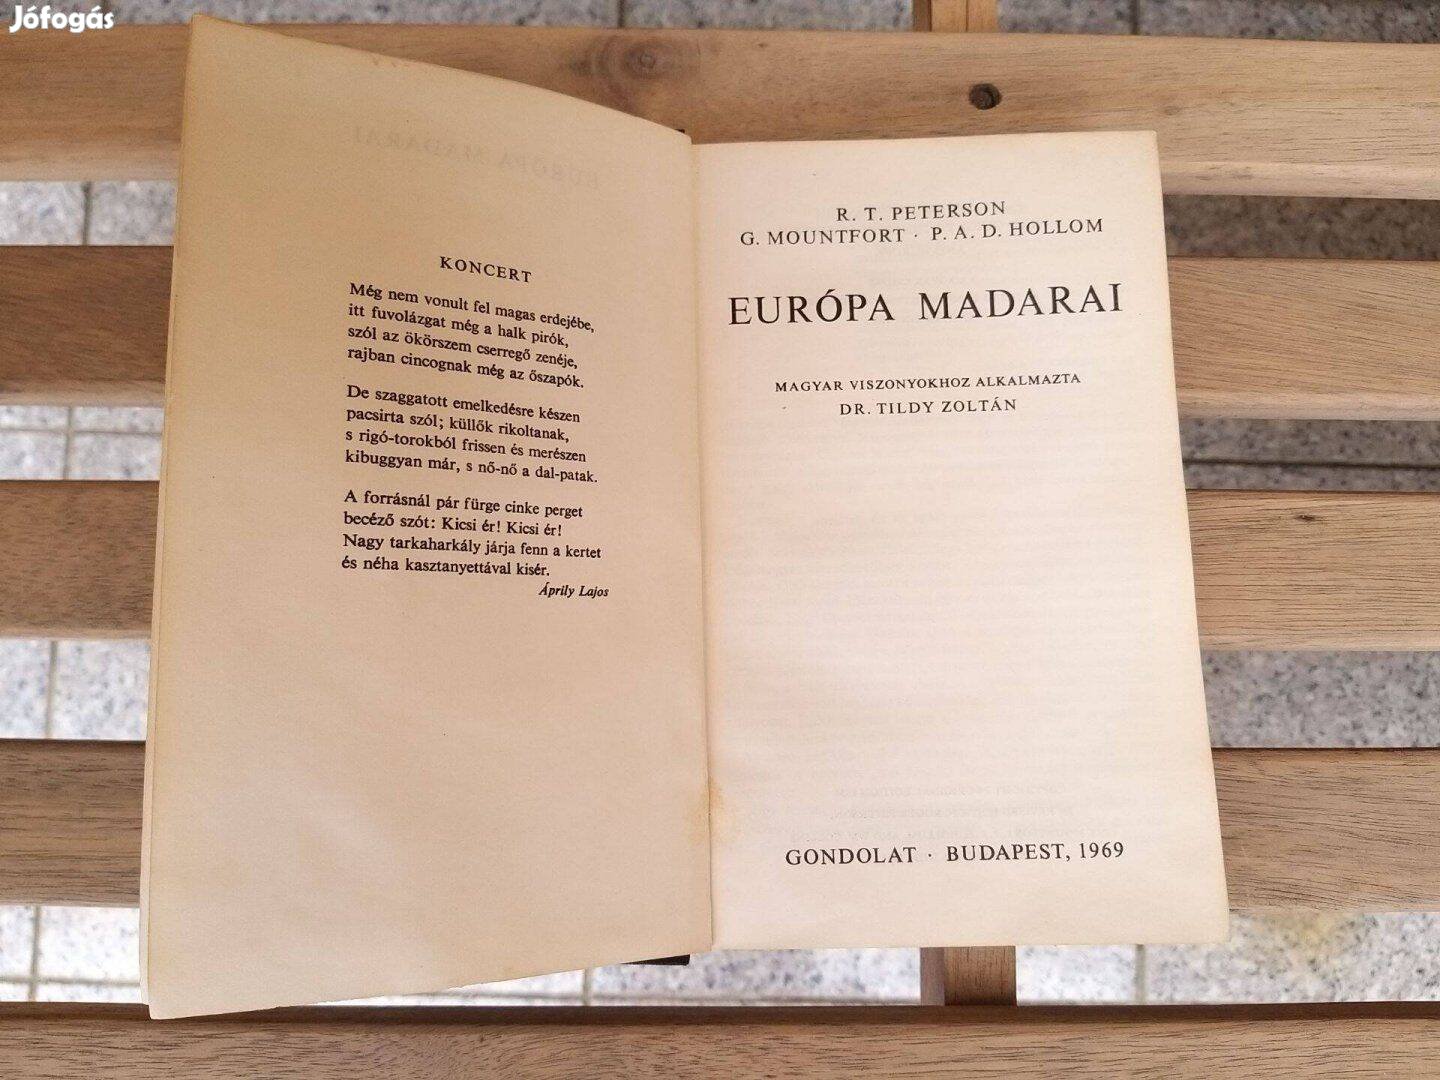 Jófogás
EURÓPA MADARAI
KONCERT
Még nem vonult fel magas erdejébe,
itt fuvolázgat még a halk pirók,
szól az ökörszem cserregő zenéje,
rajban cincognak még az őszapók.
De szaggatott emelkedésre készen
pacsirta szól; küllők rikoltanak,
s rigó-torokból frissen és merészen
kibuggyan már, s nő-nő a dal-patak.
A forrásnál pár fürge cinke perget
becéző szót: Kicsi ér! Kicsi ér!
Nagy tarkaharkály járja fenn a kertet
és néha kasztanyettával kisér.
Áprily Lajos
R. T. PETERSON
G. MOUNTFORT · P. A. D. HOLLOM
EURÓPA MADARAI
MAGYAR VISZONYOKHOZ ALKALMAZTA
DR. TILDY ZOLTÁN
GONDOLAT · BUDAPEST, 1969